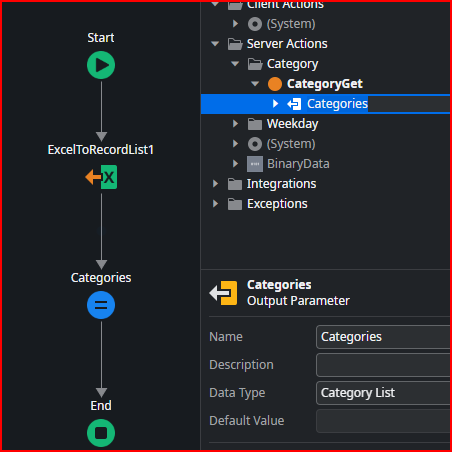 Start
ExcelToRecordList1
Categories
End
Client Actions
(System)
Server Actions
Category
CategoryGet
Categories
Weekday
(System)
BinaryData
Integrations
Exceptions
Categories
Output Parameter
Name
Categories
Description
Data Type
Category List
Default Value